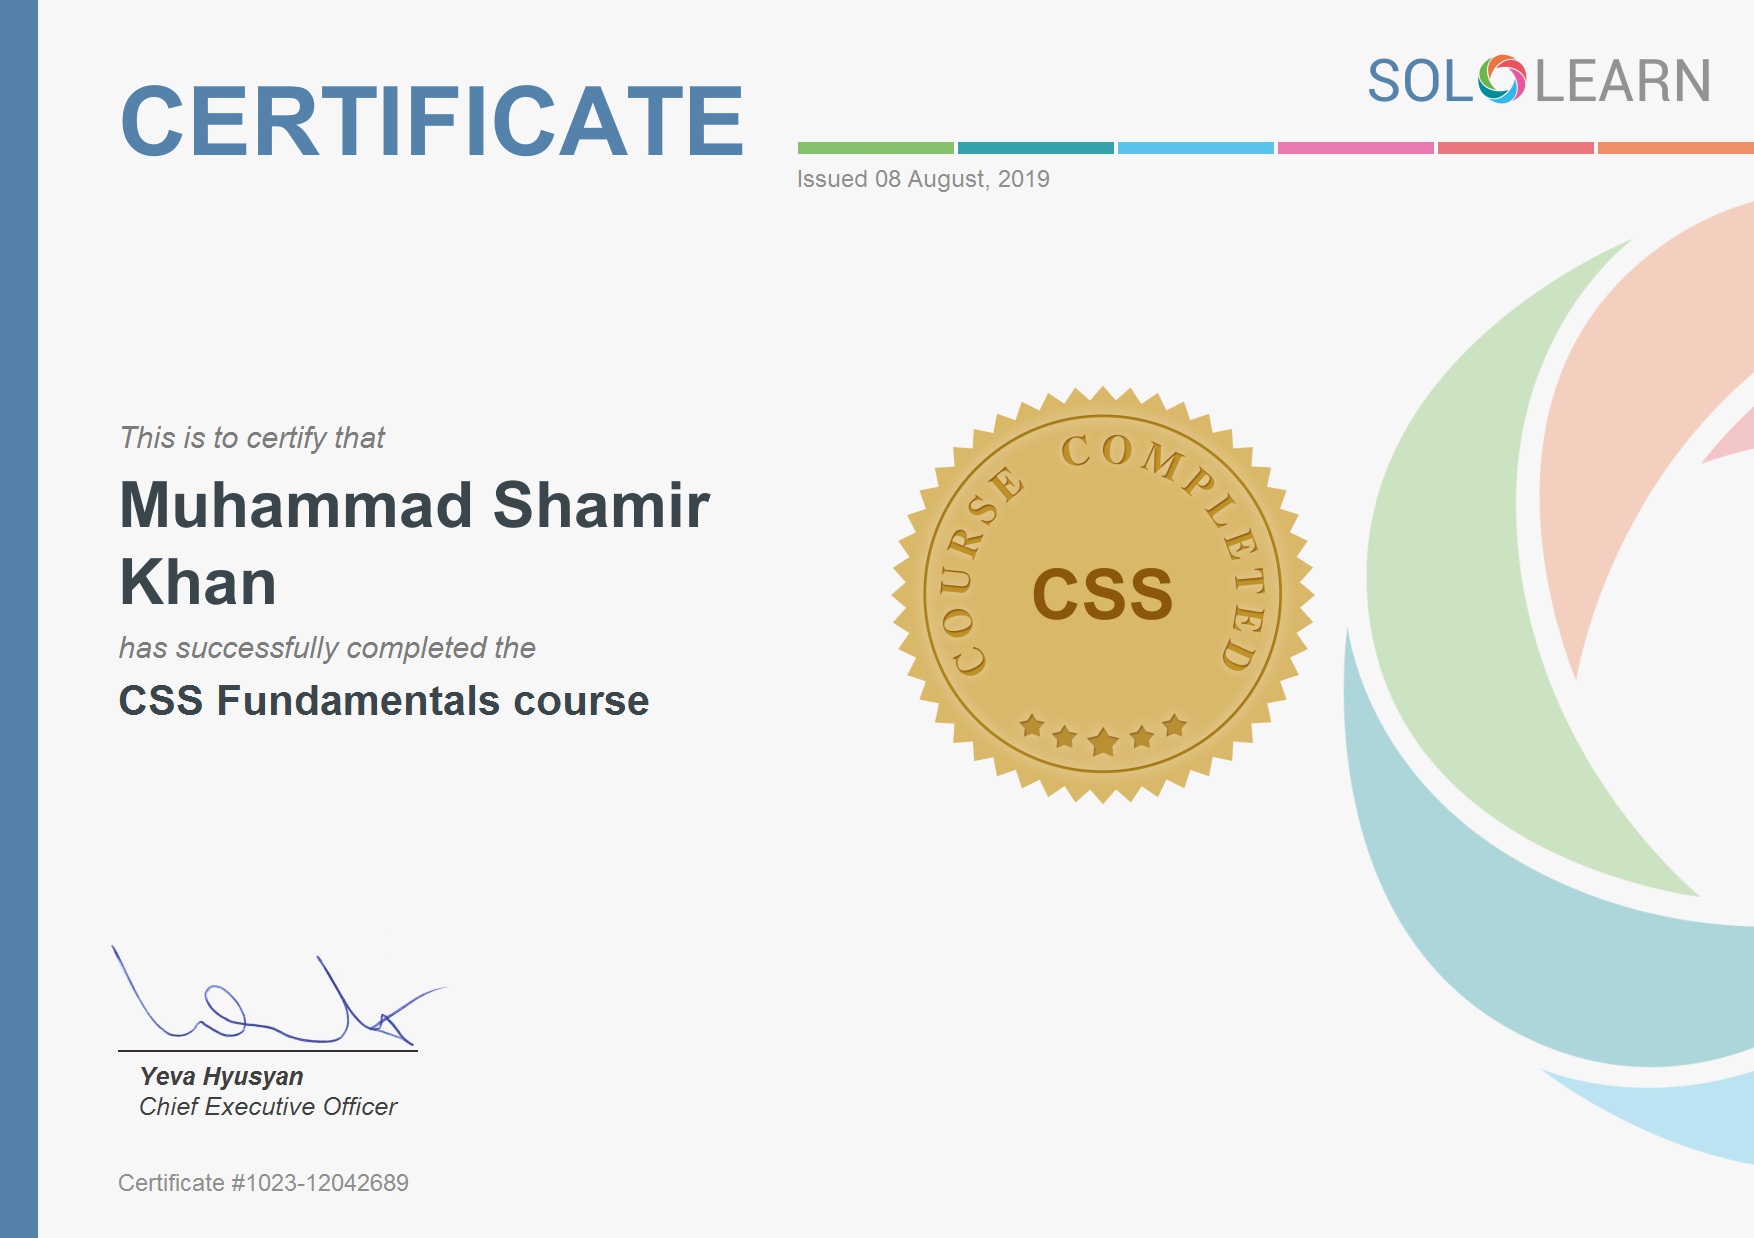 CERTIFICATE
SOLOLEARN
Issued 08 August, 2019
This is to certify that
Muhammad Shamir
Khan
has successfully completed the
CSS Fundamentals course
COURSE COMPLETED
CSS
Yeva Hyusyan
Chief Executive Officer
Certificate #1023-12042689